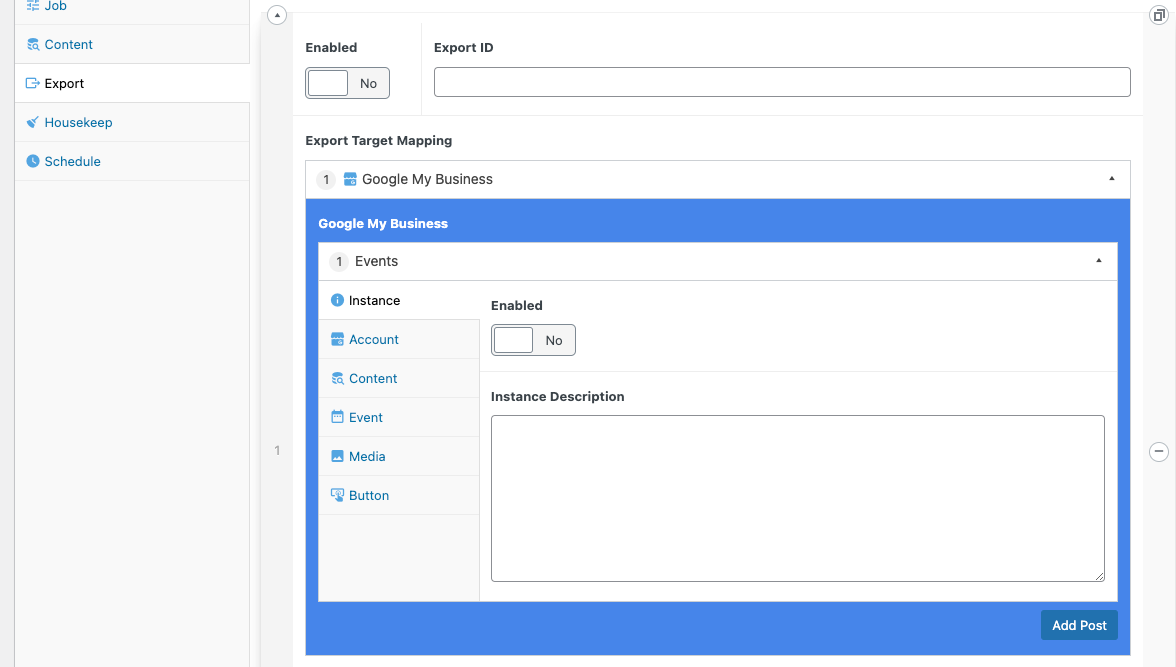 Job
Content
Export
Housekeep
Schedule
Enabled
Export ID
No
Export Target Mapping
1 Google My Business
Google My Business
1 Events
Instance
Account
Content
Event
Media
Button
Enabled
No
Instance Description
1
Add Post